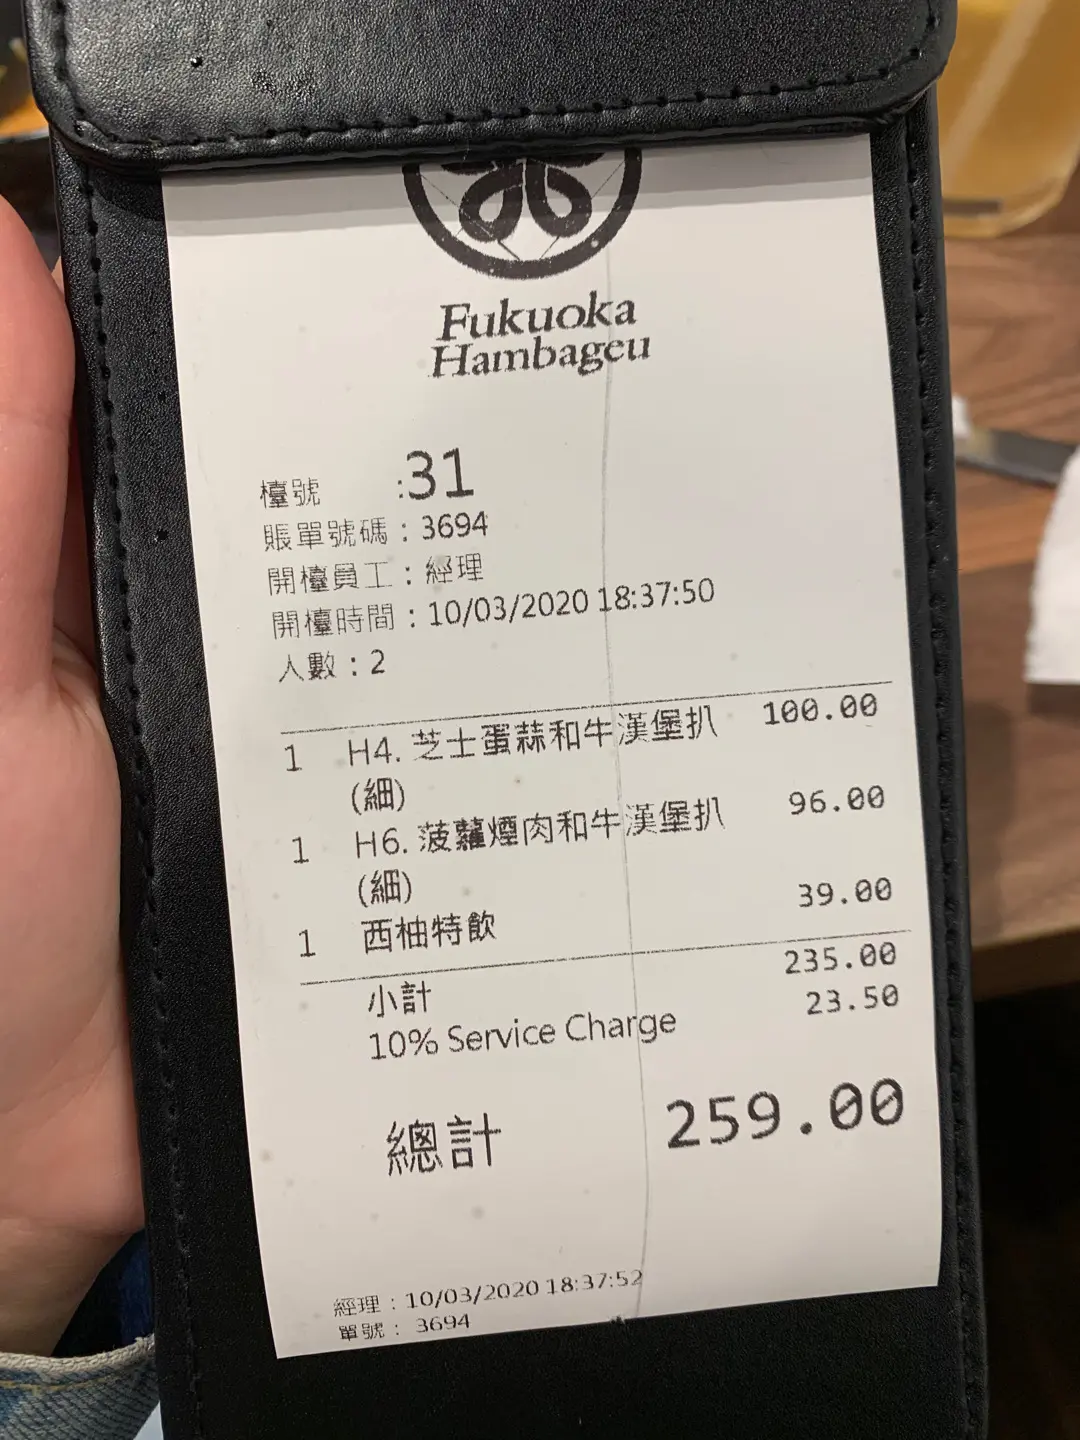 Fukuoka
Hambageu
檯號 :31
賬單號碼：3694
開檯員工：經理
開檯時間：10/03/2020 18:37:50
人數：2
1 H4. 芝士蛋蒜和牛漢堡扒 100.00
(細)
1 H6. 菠蘿煙肉和牛漢堡扒 96.00
(細)
1 西柚特飲 39.00
小計 235.00
10% Service Charge 23.50
總計 259.00
經理：10/03/2020 18:37:52
單號：3694